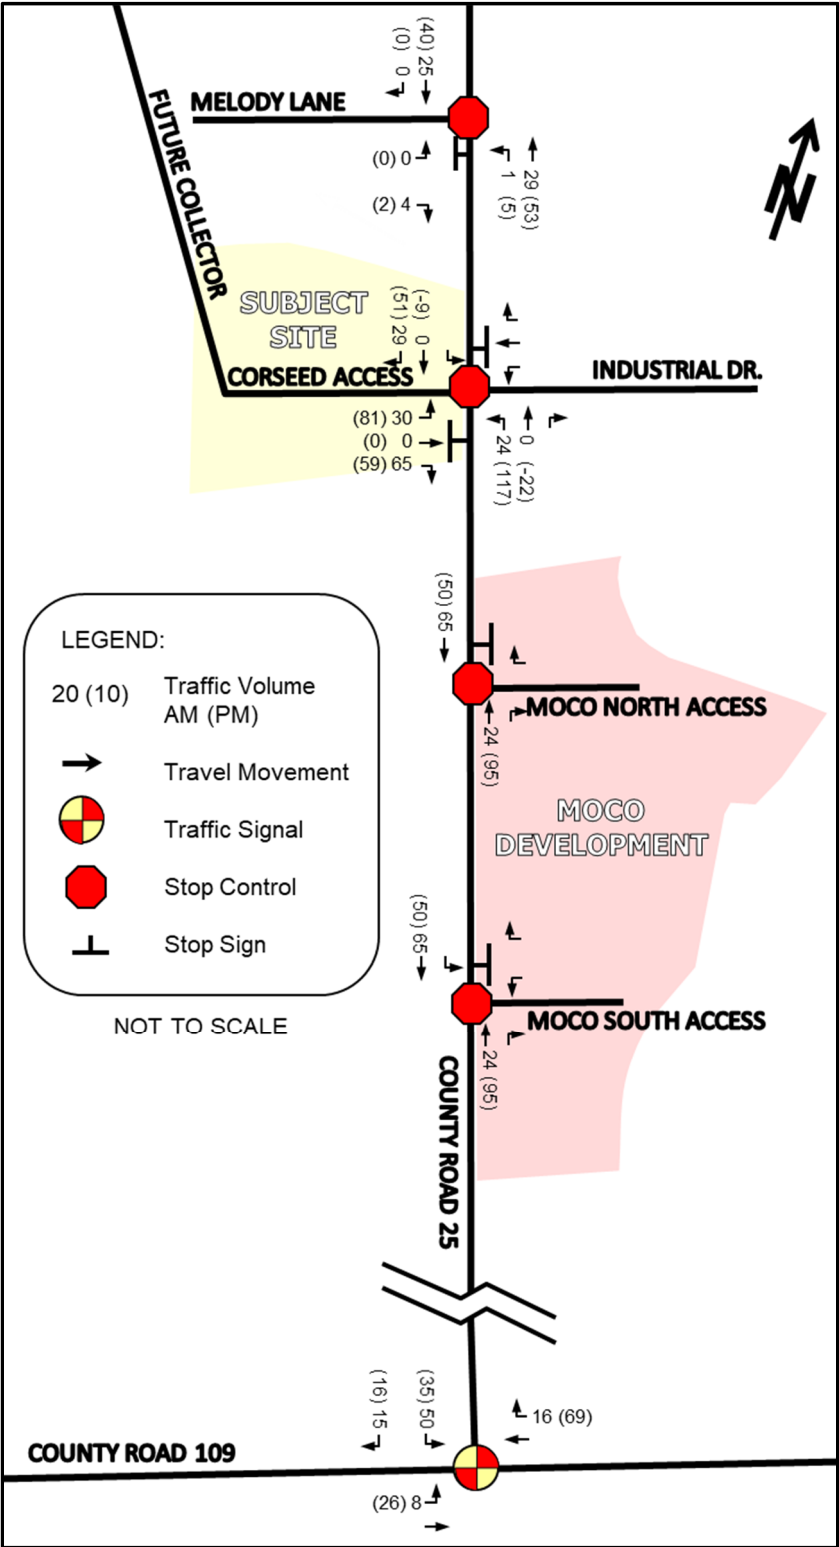 (40) 25
(0) 0
MELODY LANE
FUTURE COLLECTOR
(0) 0
29 (53)
1 (5)
N
(2) 4
SUBJECT
SITE
(-9) 0
(51) 29
CORSEED ACCESS
INDUSTRIAL DR.
(81) 30
(0) 0
(59) 65
0 (-22)
24 (117)
(50) 65
LEGEND:
20 (10)
Traffic Volume
AM (PM)
Travel Movement
Traffic Signal
Stop Control
Stop Sign
NOT TO SCALE
MOCO NORTH ACCESS
24 (95)
MOCO
DEVELOPMENT
(50) 65
MOCO SOUTH ACCESS
24 (95)
COUNTY ROAD 25
(16) 15
(35) 50
16 (69)
COUNTY ROAD 109
(26) 8